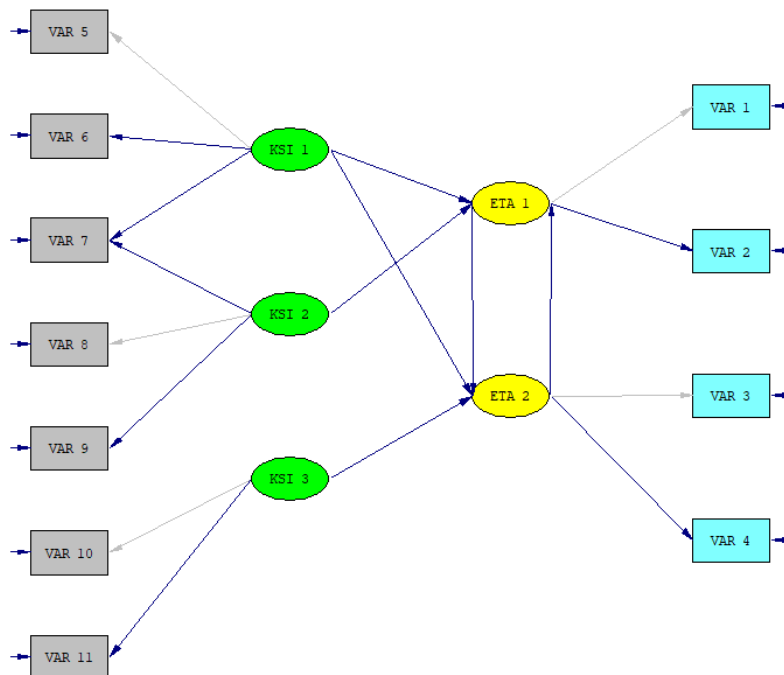 VAR 5
VAR 1
VAR 6
KSI 1
ETA 1
VAR 7
VAR 2
KSI 2
VAR 8
ETA 2
VAR 3
VAR 9
KSI 3
VAR 4
VAR 10
VAR 11